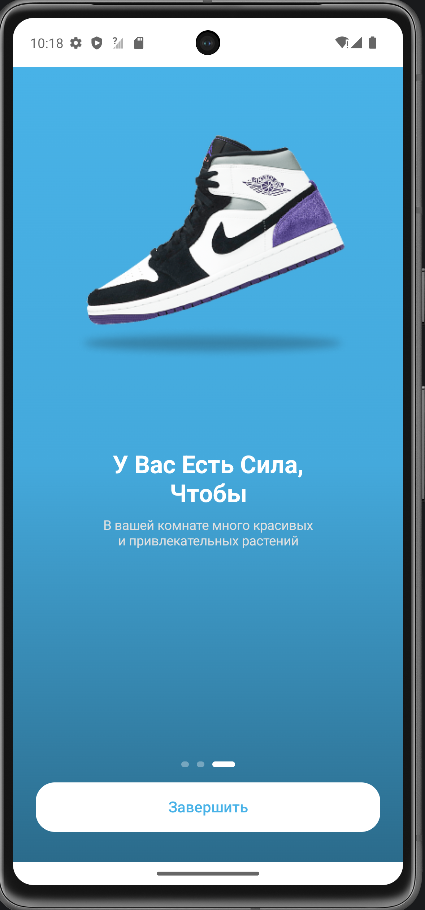 10:18
У Вас Есть Сила,
Чтобы
В вашей комнате много красивых
и привлекательных растений
Завершить